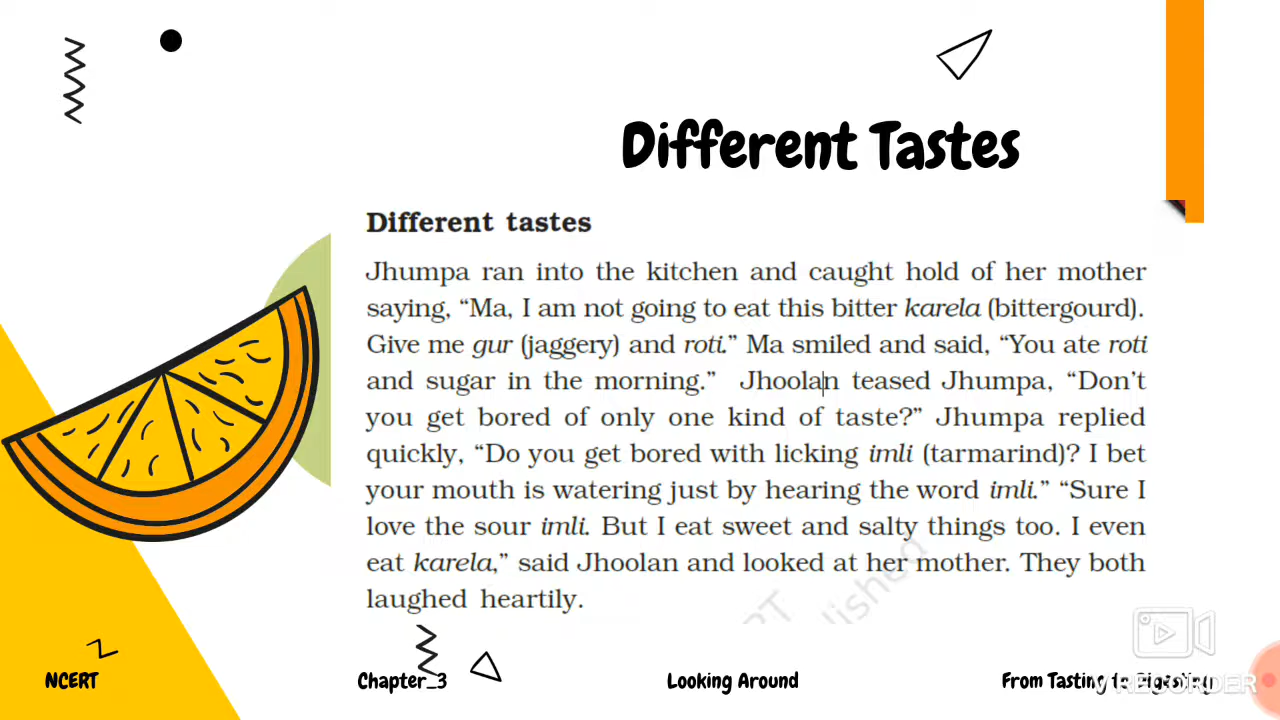 Different Tastes
Different tastes
Jhumpa ran into the kitchen and caught hold of her mother
saying, “Ma, I am not going to eat this bitter karela (bittergourd).
Give me gur (jaggery) and roti.” Ma smiled and said, “You ate roti
and sugar in the morning.” Jhoolan teased Jhumpa, “Don’t
you get bored of only one kind of taste?” Jhumpa replied
quickly, “Do you get bored with licking imli (tarmarind)? I bet
your mouth is watering just by hearing the word imli.” “Sure I
love the sour imli. But I eat sweet and salty things too. I even
eat karela,” said Jhoolan and looked at her mother. They both
laughed heartily.
NCERT
Chapter_3
Looking Around
From Tasting to Digesting
V RECORDER